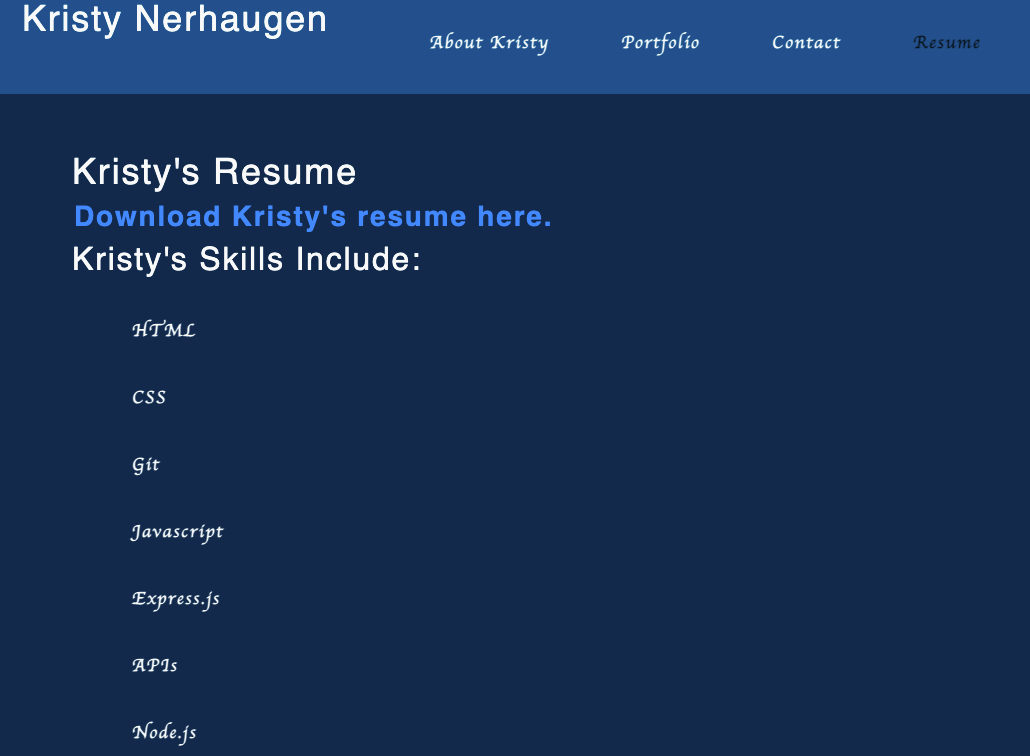 Kristy Nerhaugen
About Kristy Portfolio Contact Resume
Kristy's Resume
Download Kristy's resume here.
Kristy's Skills Include:
HTML
CSS
Git
Javascript
Express.js
APIs
Node.js